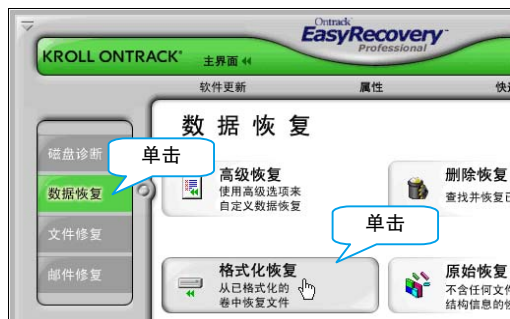 Ontrack
EasyRecovery
Professional
KROLL ONTRACK
主界面
软件更新
属性
数据恢复
磁盘诊断
单击
数据恢复
高级恢复
使用高级选项来
自定义数据恢复
删除恢复
查找并恢复已
文件修复
单击
邮件修复
格式化恢复
从已格式化的
卷中恢复文件
原始恢复
不含任何文件
结构信息的恢